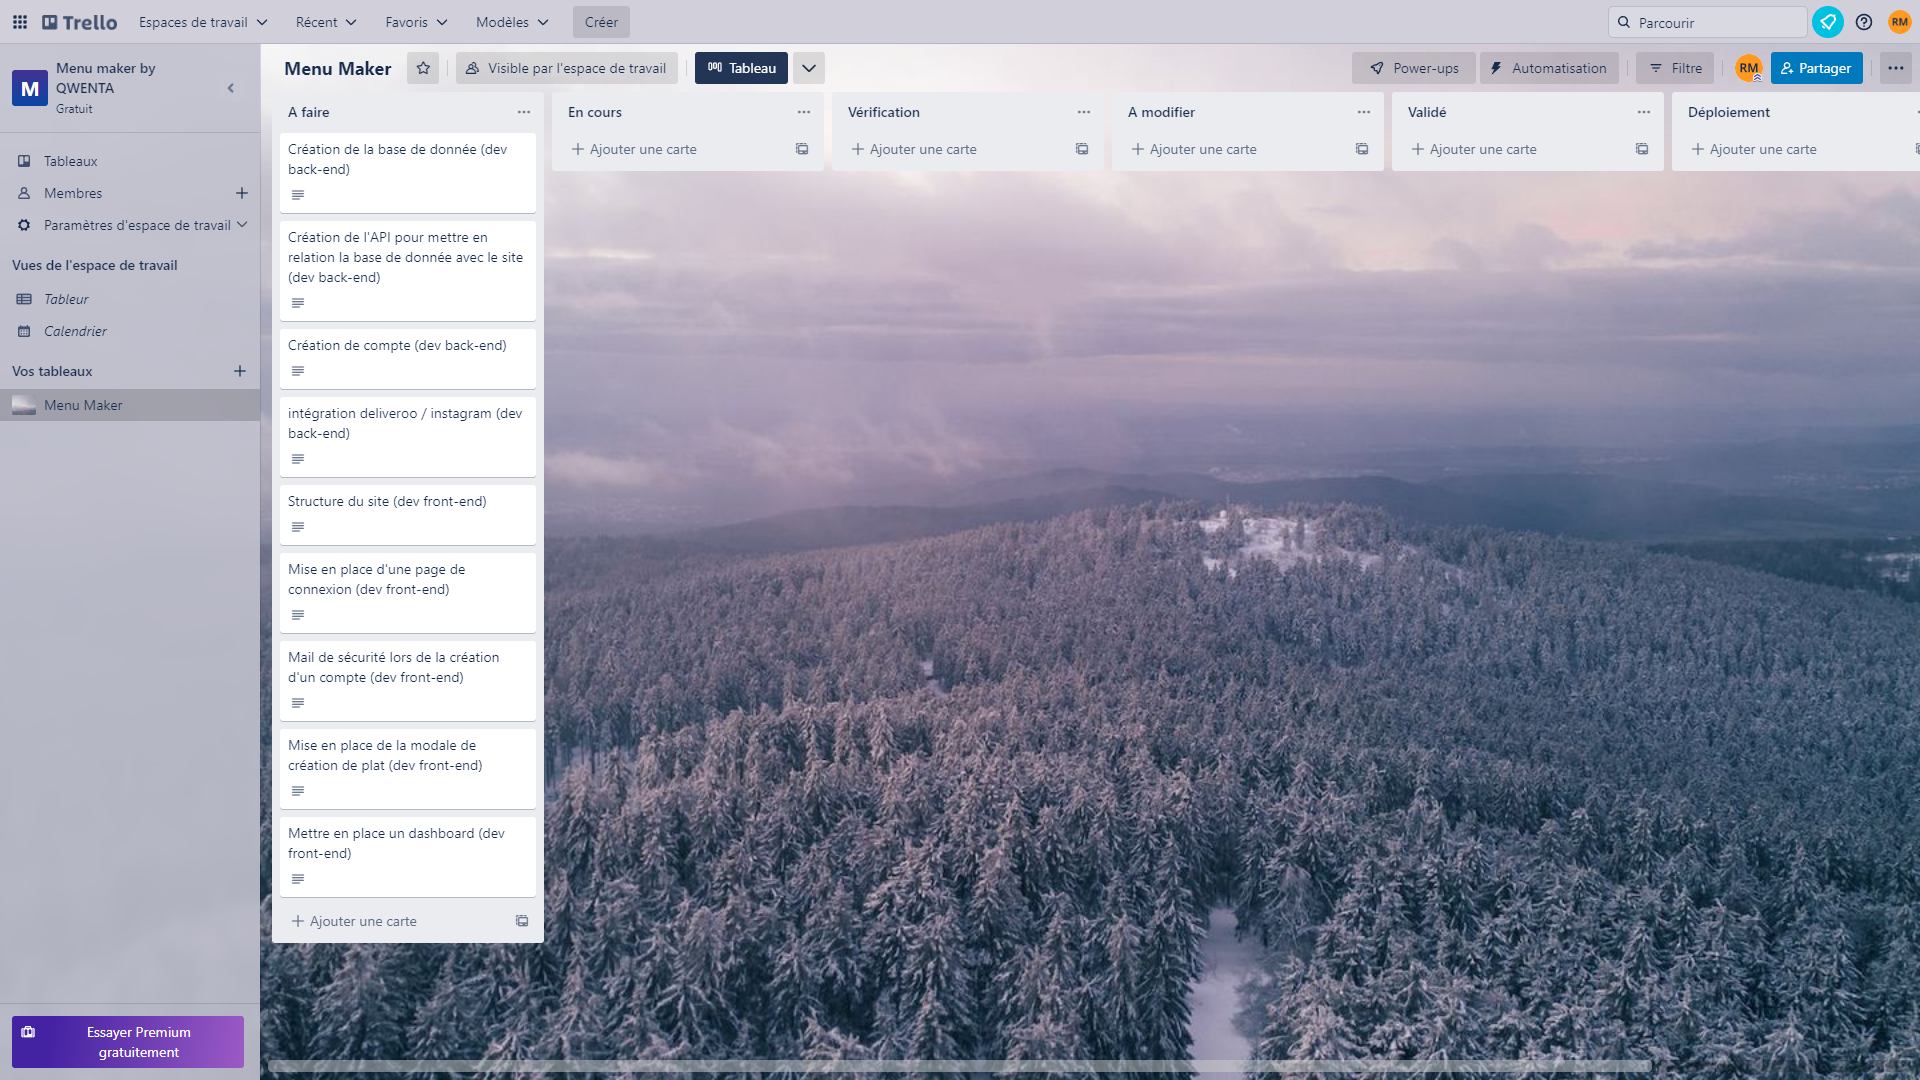 Trello
Espaces de travail
Récent
Favoris
Modèles
Créer
Parcourir
RM
M
Menu maker by
QWENTA
Gratuit
Tableaux
Membres
Paramètres d'espace de travail
Vues de l'espace de travail
Tableur
Calendrier
Vos tableaux
Menu Maker
Essayer Premium
gratuitement
Menu Maker
Visible par l'espace de travail
Tableau
Power-ups
Automatisation
Filtre
RM
Partager
A faire
Création de la base de donnée (dev
back-end)
Création de l'API pour mettre en
relation la base de donnée avec le site
(dev back-end)
Création de compte (dev back-end)
intégration deliveroo / instagram (dev
back-end)
Structure du site (dev front-end)
Mise en place d'une page de
connexion (dev front-end)
Mail de sécurité lors de la création
d'un compte (dev front-end)
Mise en place de la modale de
création de plat (dev front-end)
Mettre en place un dashboard (dev
front-end)
Ajouter une carte
En cours
Ajouter une carte
Vérification
Ajouter une carte
A modifier
Ajouter une carte
Validé
Ajouter une carte
Déploiement
Ajouter une carte